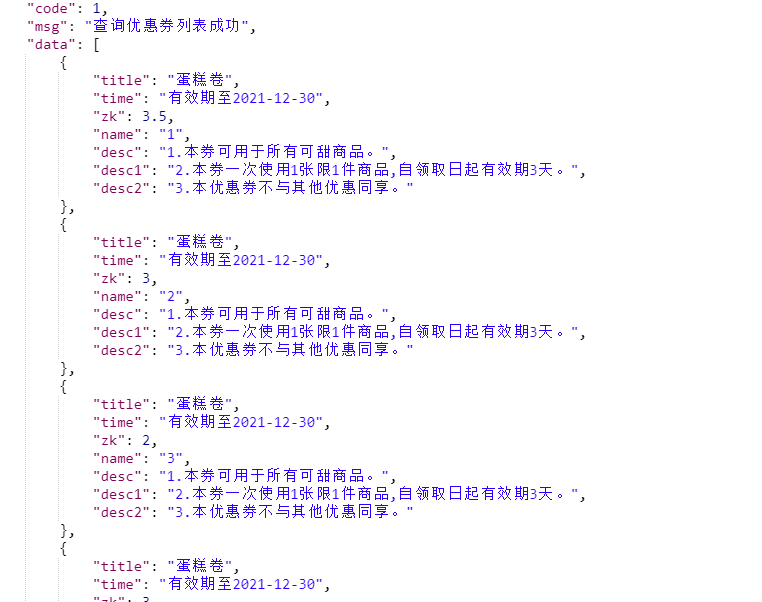 "code": 1,
"msg": "查询优惠券列表成功",
"data": [
{
"title": "蛋糕卷",
"time": "有效期至2021-12-30",
"zk": 3.5,
"name": "1",
"desc": "1.本券可用于所有可甜商品。",
"desc1": "2.本券一次使用1张限1件商品,自领取日起有效期3天。",
"desc2": "3.本优惠券不与其他优惠同享。"
},
{
"title": "蛋糕卷",
"time": "有效期至2021-12-30",
"zk": 3,
"name": "2",
"desc": "1.本券可用于所有可甜商品。",
"desc1": "2.本券一次使用1张限1件商品,自领取日起有效期3天。",
"desc2": "3.本优惠券不与其他优惠同享。"
},
{
"title": "蛋糕卷",
"time": "有效期至2021-12-30",
"zk": 2,
"name": "3",
"desc": "1.本券可用于所有可甜商品。",
"desc1": "2.本券一次使用1张限1件商品,自领取日起有效期3天。",
"desc2": "3.本优惠券不与其他优惠同享。"
},
{
"title": "蛋糕卷",
"time": "有效期至2021-12-30",